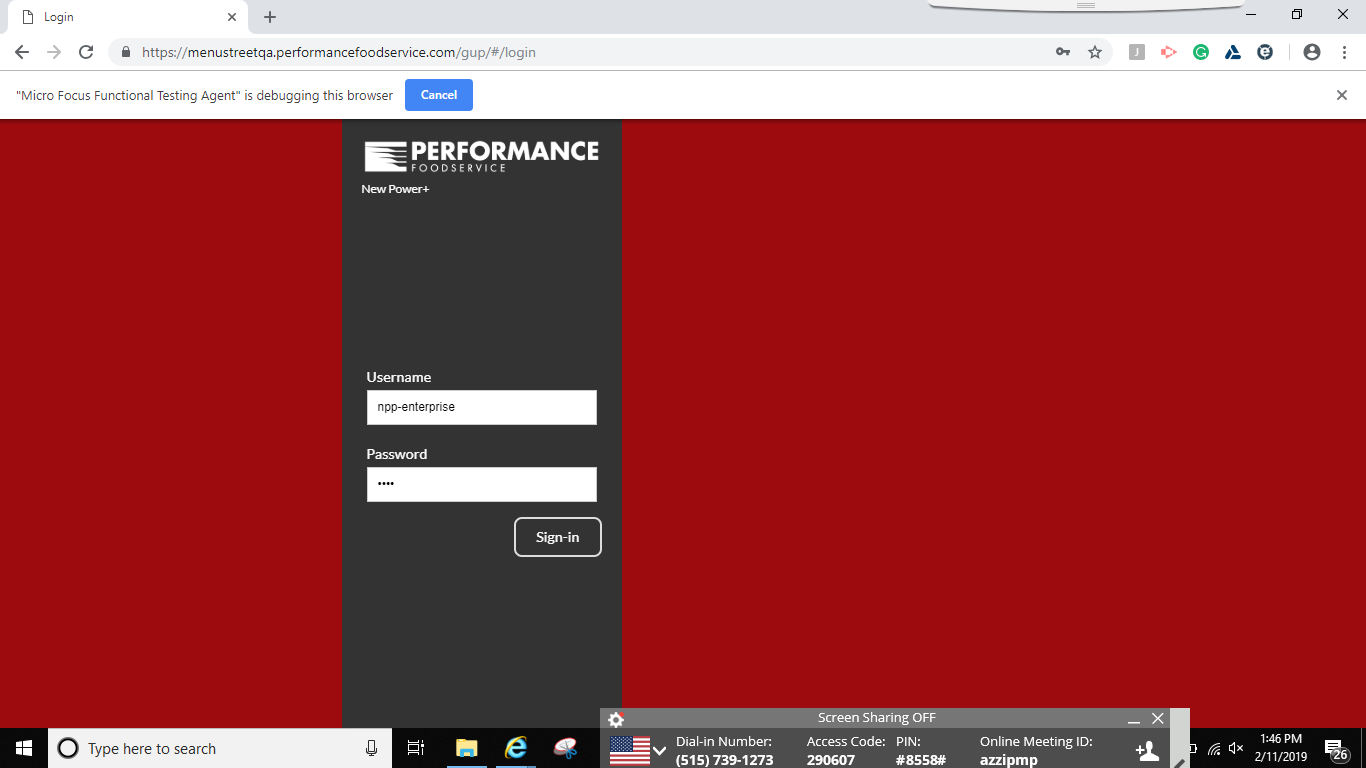 Login
https://menustreetqa.performancefoodservice.com/gup/#/login
J
"Micro Focus Functional Testing Agent" is debugging this browser
Cancel
PERFORMANCE
FOODSERVICE
New Power+
Username
npp-enterprise
Password
••••
Sign-in
Screen Sharing OFF
Dial-in Number: Access Code: PIN: Online Meeting ID:
(515) 739-1273 290607 #8558# azzipmp
Type here to search
1:46 PM
2/11/2019
26